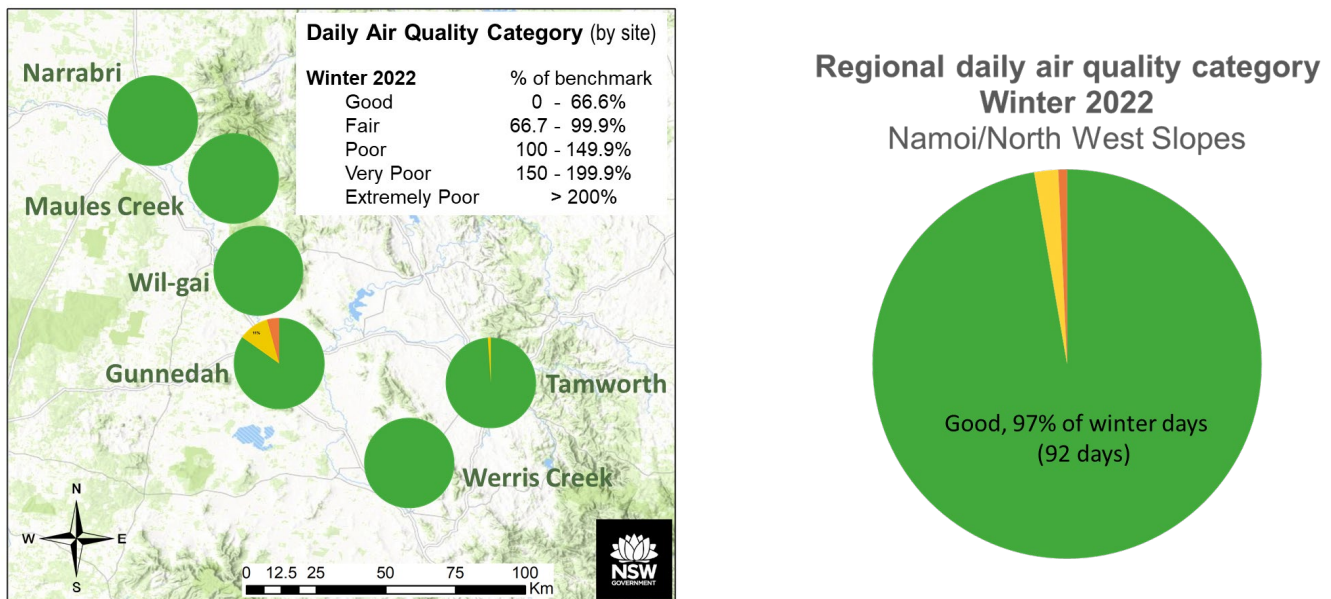 Daily Air Quality Category (by site)
Winter 2022 % of benchmark
Good 0 - 66.6%
Fair 66.7 - 99.9%
Poor 100 - 149.9%
Very Poor 150 - 199.9%
Extremely Poor > 200%
Narrabri
Maules Creek
Wil-gai
Gunnedah
11%
Tamworth
Werris Creek
N
W E
S
0 12.5 25 50 75 100
Km
NSW
GOVERNMENT
Regional daily air quality category
Winter 2022
Namoi/North West Slopes
Good, 97% of winter days
(92 days)